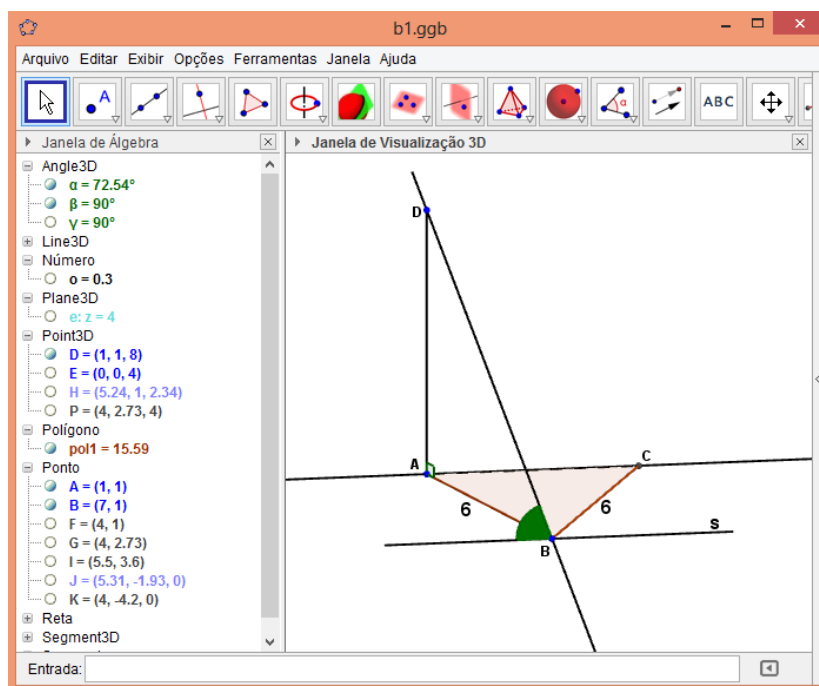 b1.ggb
Arquivo Editar Exibir Opções Ferramentas Janela Ajuda
A
α
ABC
Janela de Álgebra
Angle3D
α = 72.54°
β = 90°
γ = 90°
Line3D
Número
o = 0.3
Plane3D
e: z = 4
Point3D
D = (1, 1, 8)
E = (0, 0, 4)
H = (5.24, 1, 2.34)
P = (4, 2.73, 4)
Polígono
pol1 = 15.59
Ponto
A = (1, 1)
B = (7, 1)
F = (4, 1)
G = (4, 2.73)
I = (5.5, 3.6)
J = (5.31, -1.93, 0)
K = (4, -4.2, 0)
Reta
Segment3D
Janela de Visualização 3D
D
A
C
6
6
S
B
Entrada: